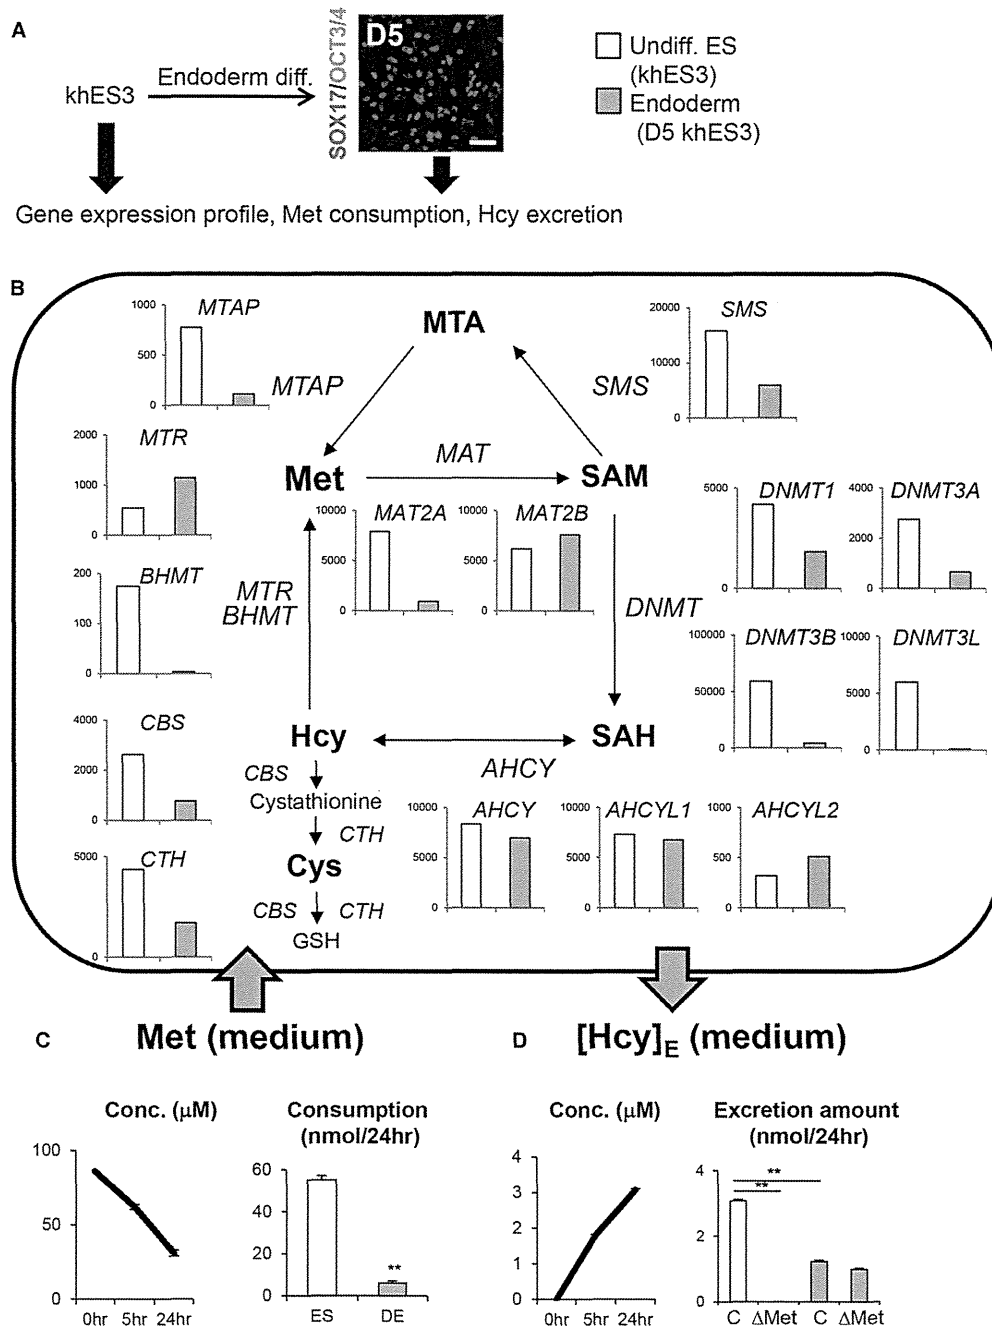 A
D5
SOX17/OCT3/4
khES3
Endoderm diff.
Undiff. ES
(khES3)
Endoderm
(D5 khES3)
Gene expression profile, Met consumption, Hcy excretion
B
MTAP
1000
500
0
MTAP
MTA
SMS
20000
10000
0
SMS
MTR
2000
1000
0
Met
MAT
SAM
MAT2A
10000
5000
0
MAT2B
10000
5000
0
DNMT1
5000
0
DNMT3A
4000
2000
0
BHMT
200
100
0
MTR
BHMT
DNMT
DNMT3B
100000
50000
0
DNMT3L
10000
5000
0
CBS
4000
2000
0
Hcy
SAH
AHCY
CBS
Cystathionine
CTH
Cys
CBS
CTH
GSH
AHCY
10000
5000
0
AHCYL1
10000
5000
0
AHCYL2
1000
500
0
CTH
5000
0
C
Met (medium)
D
[Hcy]E (medium)
Conc. (μM)
100
50
0
0hr 5hr 24hr
Consumption
(nmol/24hr)
60
40
20
0
**
ES DE
Conc. (μM)
4
3
2
1
0
0hr 5hr 24hr
Excretion amount
(nmol/24hr)
4
2
0
**
**
C ΔMet C ΔMet